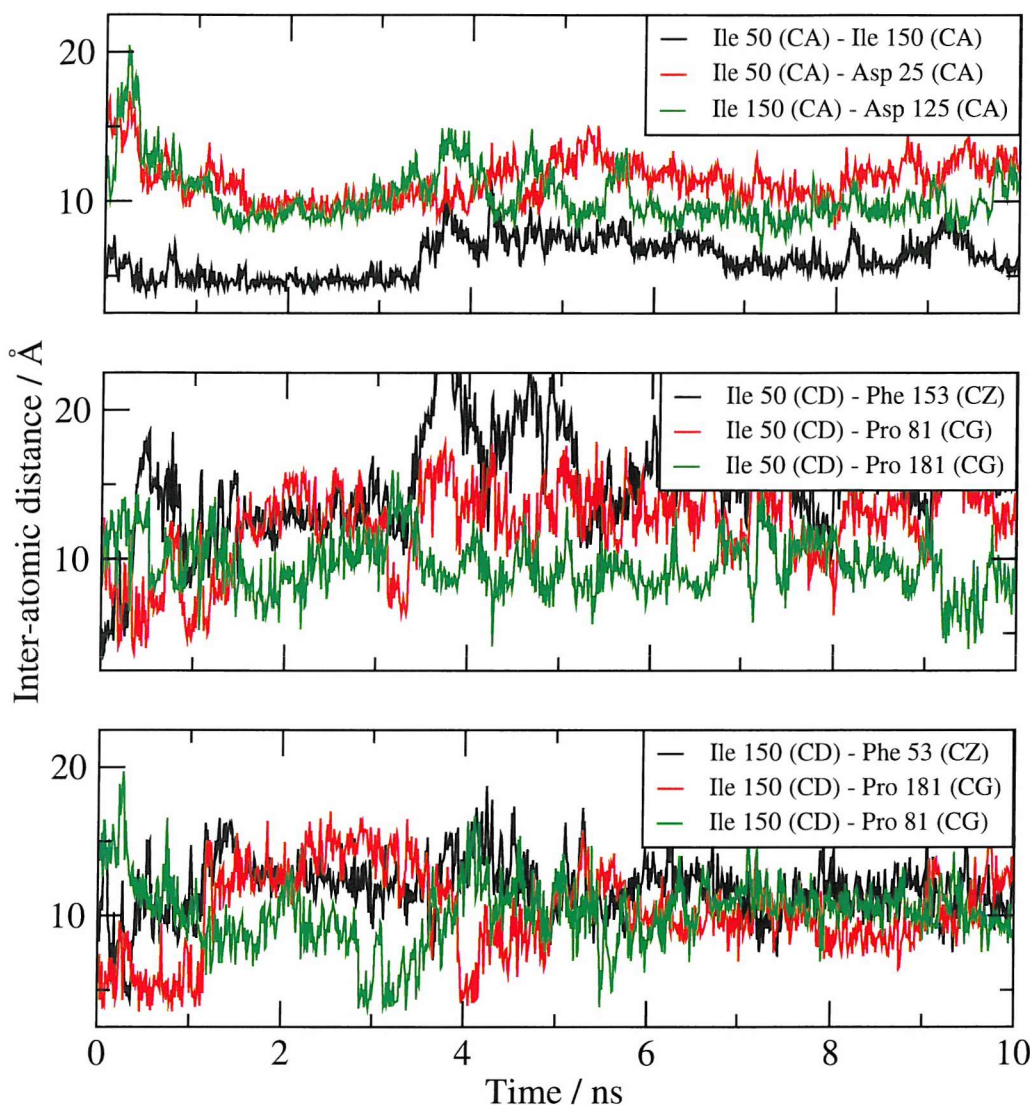 20
10
Ile 50 (CA) - Ile 150 (CA)
Ile 50 (CA) - Asp 25 (CA)
Ile 150 (CA) - Asp 125 (CA)
Inter-atomic distance / Å
20
10
Ile 50 (CD) - Phe 153 (CZ)
Ile 50 (CD) - Pro 81 (CG)
Ile 50 (CD) - Pro 181 (CG)
20
10
Ile 150 (CD) - Phe 53 (CZ)
Ile 150 (CD) - Pro 181 (CG)
Ile 150 (CD) - Pro 81 (CG)
0 2 4 6 8 10
Time / ns